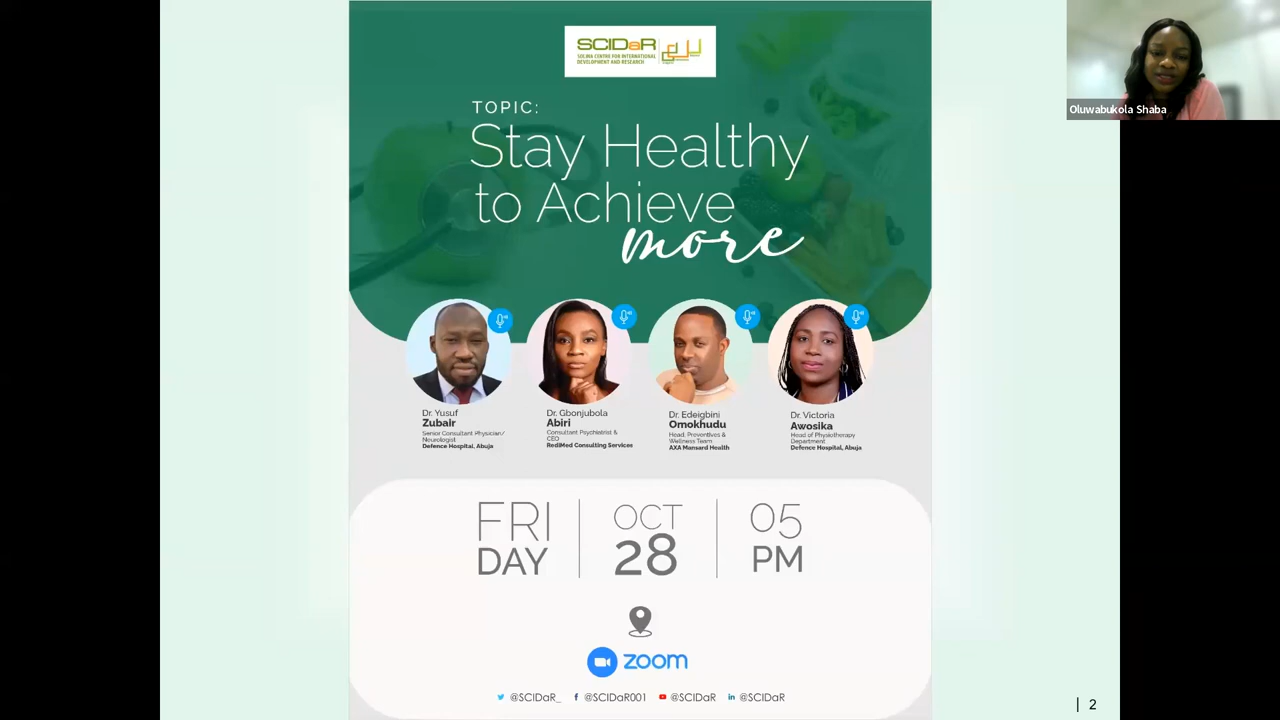 SCIDaR
SOLINA CENTRE FOR INTERNATIONAL
DEVELOPMENT AND RESEARCH
TOPIC:
Stay Healthy
to Achieve
more
Dr. Yusuf
Zubair
Senior Consultant Physician/
Neurologist
Defence Hospital, Abuja
Dr. Gbonjubola
Abiri
Consultant Psychiatrist &
CEO
RediMed Consulting Services
Dr. Edeigbini
Omokhudu
Head, Preventives &
Wellness Team
AXA Mansard Health
Dr. Victoria
Awosika
Head of Physiotherapy
Department
Defence Hospital, Abuja
FRI
DAY
OCT
28
05
PM
zoom
@SCIDaR_ @SCIDaR001 @SCIDaR @SCIDaR
2
Oluwabukola Shaba